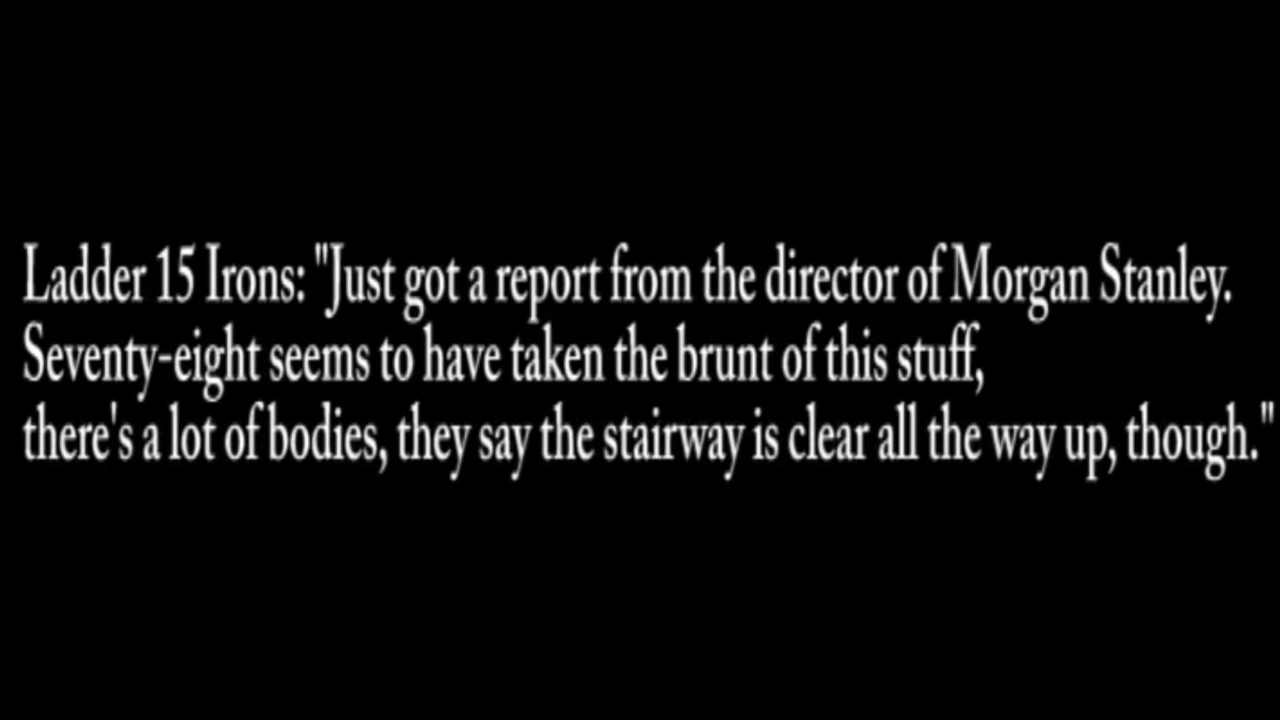 Ladder 15 Irons: "Just got a report from the director of Morgan Stanley.
Seventy-eight seems to have taken the brunt of this stuff,
there's a lot of bodies, they say the stairway is clear all the way up, though."